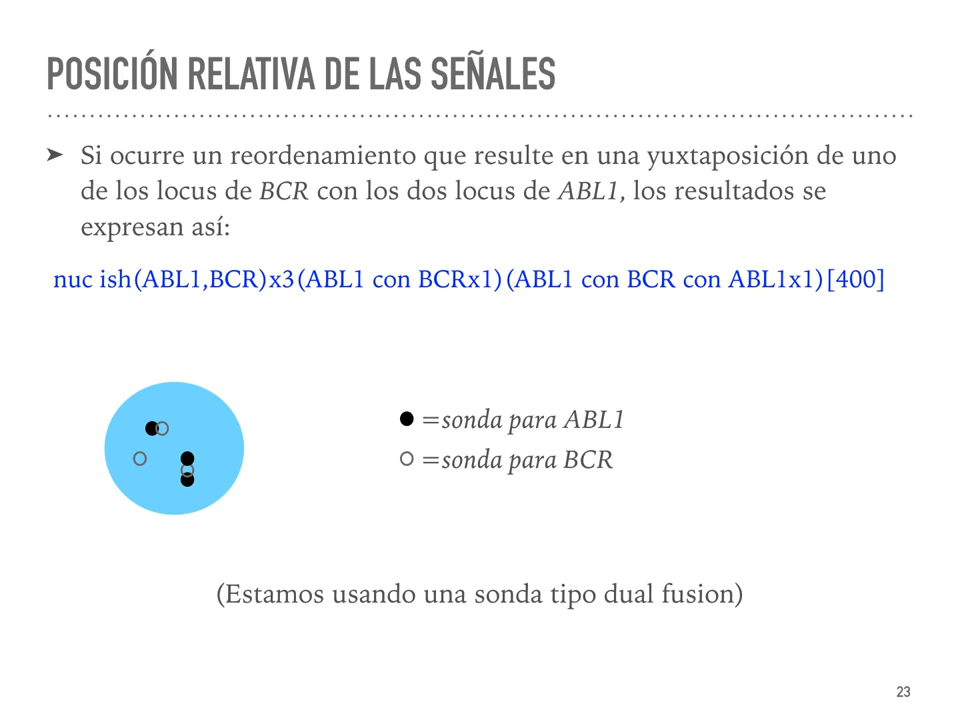 POSICIÓN RELATIVA DE LAS SEÑALES
➤ Si ocurre un reordenamiento que resulte en una yuxtaposición de uno
de los locus de BCR con los dos locus de ABL1, los resultados se
expresan así:
nuc ish(ABL1,BCR)x3(ABL1 con BCRx1)(ABL1 con BCR con ABL1x1)[400]
=sonda para ABL1
=sonda para BCR
(Estamos usando una sonda tipo dual fusion)
23